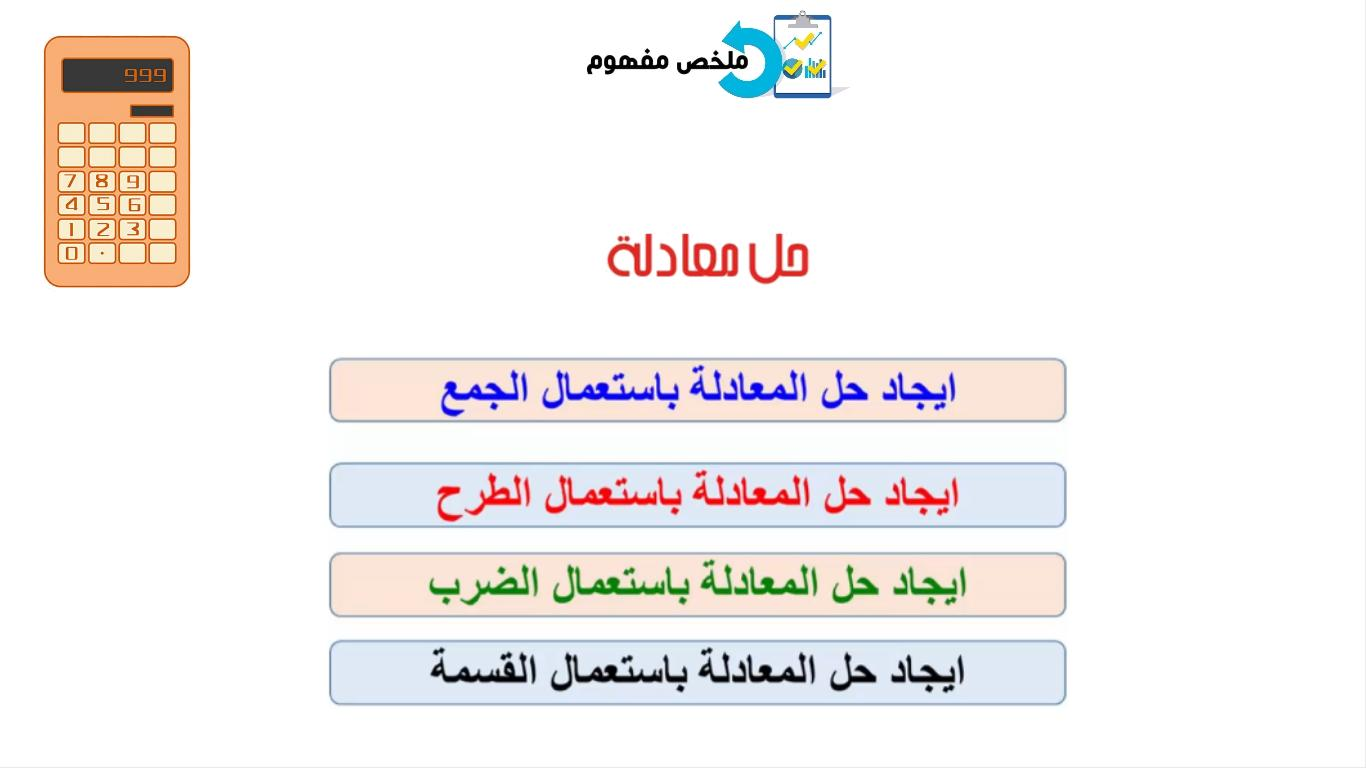 ملخص مفهوم
999
7 8 9
4 5 6
1 2 3
0 .
حل معادلة
ايجاد حل المعادلة باستعمال الجمع
ايجاد حل المعادلة باستعمال الطرح
ايجاد حل المعادلة باستعمال الضرب
ايجاد حل المعادلة باستعمال القسمة